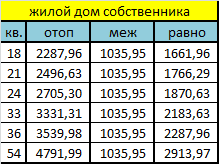 жилой дом собственника
кв. отоп меж равно
18 2287,96 1035,95 1661,96
21 2496,63 1035,95 1766,29
24 2705,30 1035,95 1870,63
33 3331,31 1035,95 2183,63
36 3539,98 1035,95 2287,96
54 4791,99 1035,95 2913,97